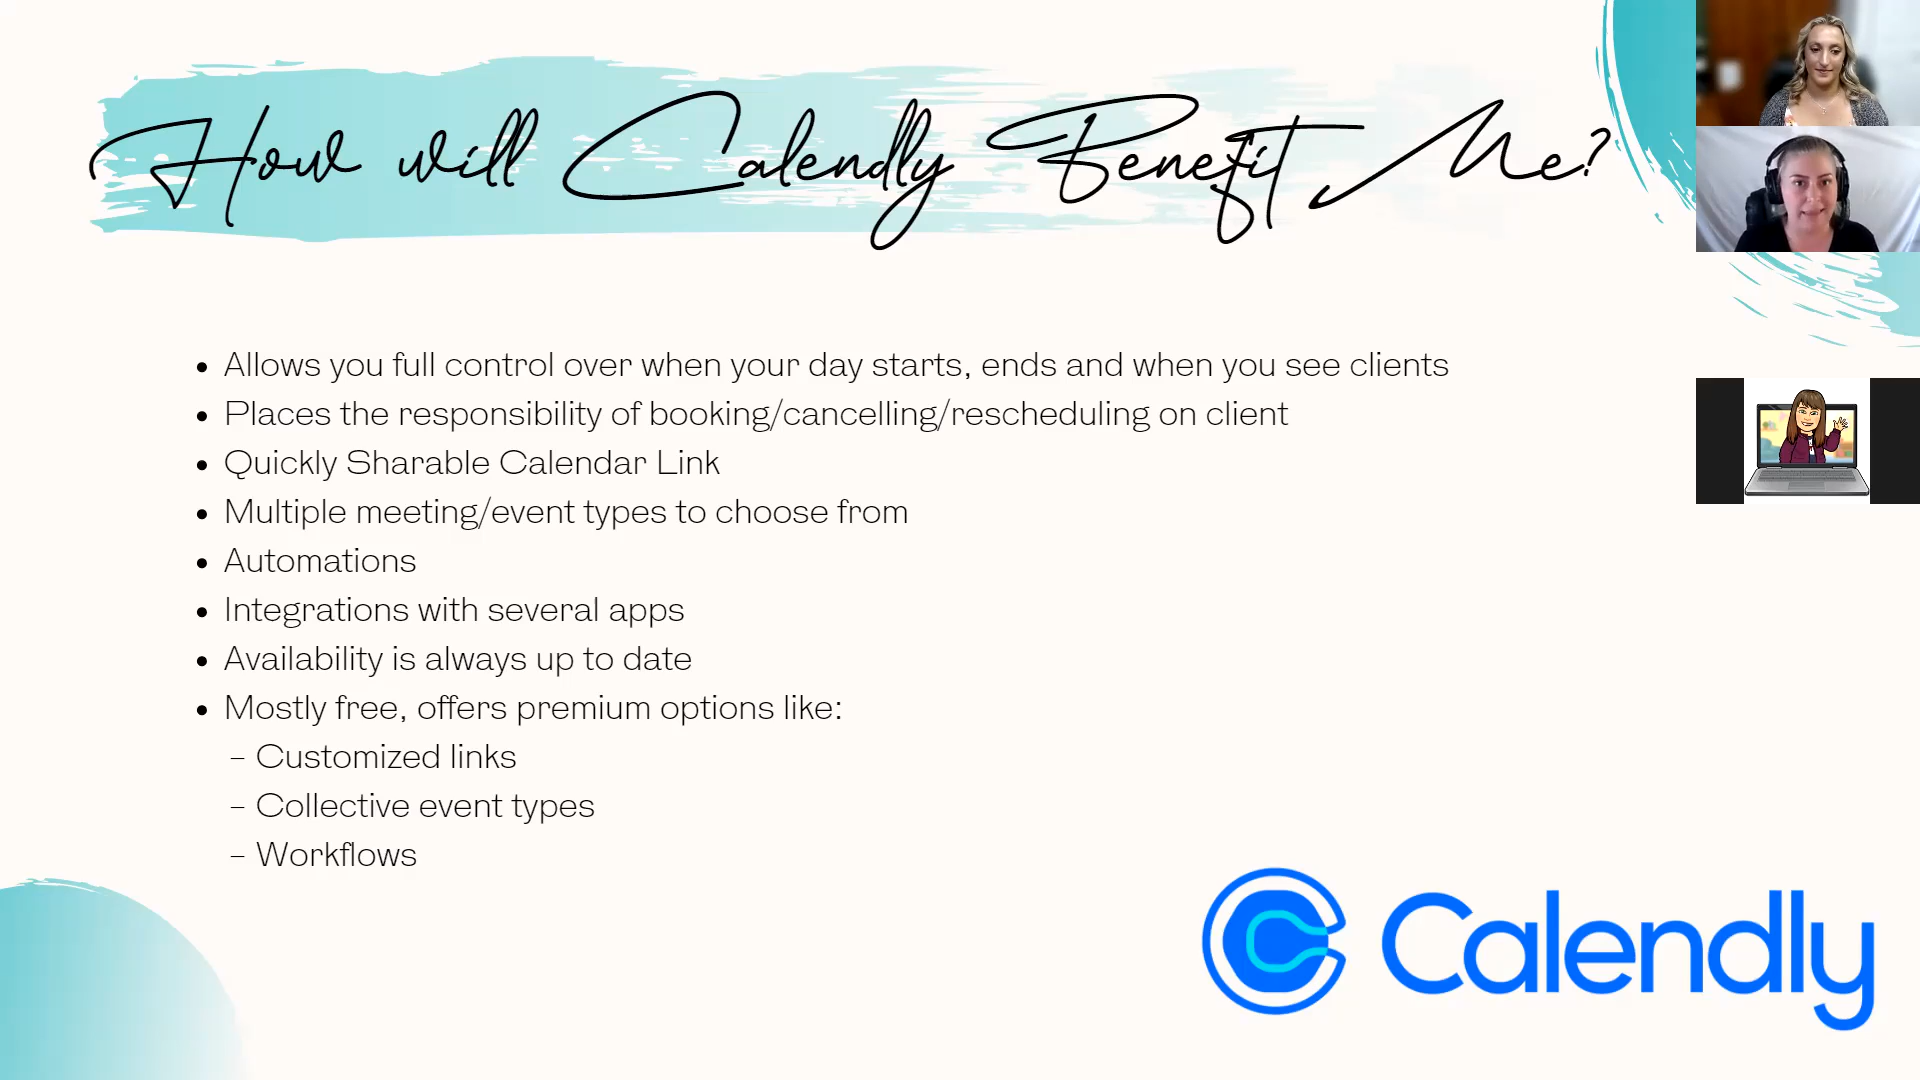 How will Calendly Benefit Me?
• Allows you full control over when your day starts, ends and when you see clients
• Places the responsibility of booking/cancelling/rescheduling on client
• Quickly Sharable Calendar Link
• Multiple meeting/event types to choose from
• Automations
• Integrations with several apps
• Availability is always up to date
• Mostly free, offers premium options like:
- Customized links
- Collective event types
- Workflows
Calendly